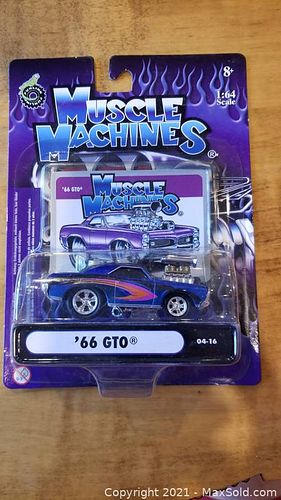 8+
1:64
Scale
MUSCLE
MACHINES®
'66 GTO®
MUSCLE
MACHINES®
'66 GTO®
04-16
Copyright 2021 - MaxSold.com